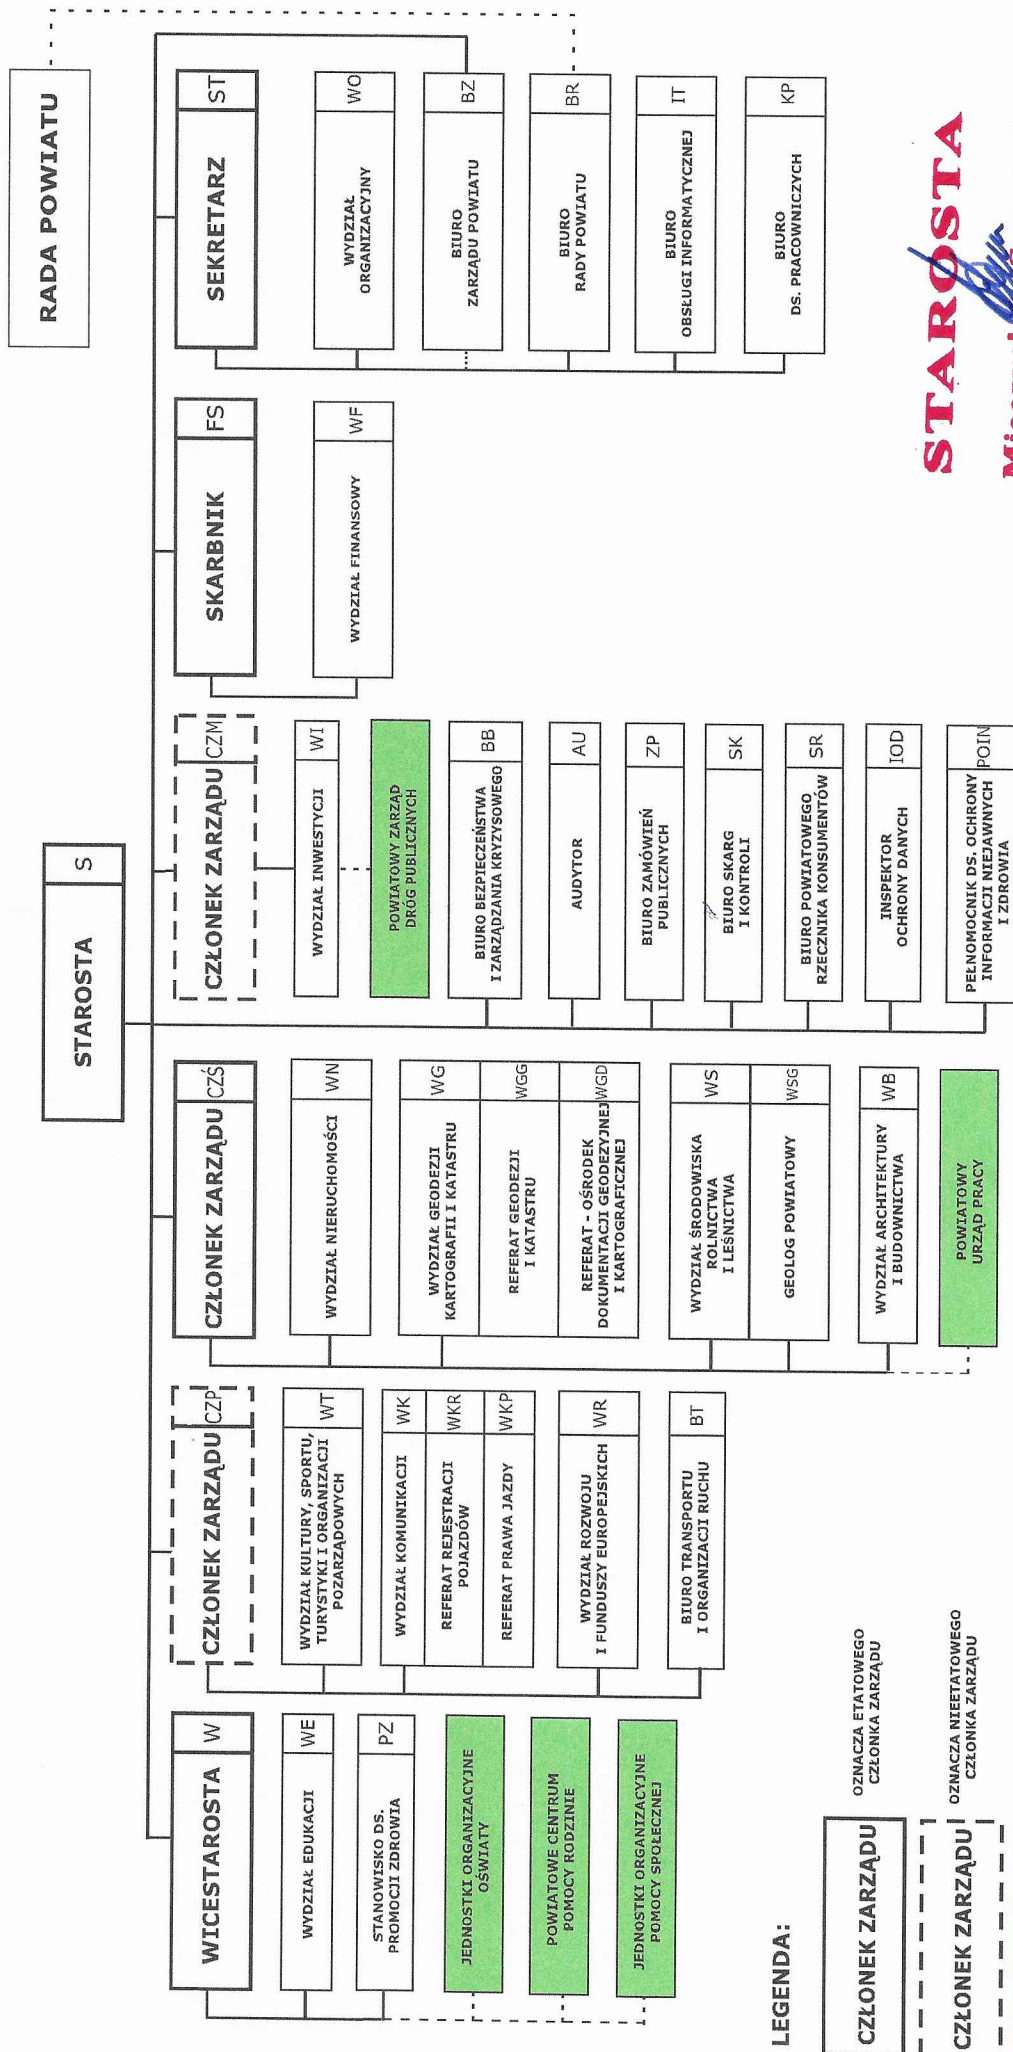 RADA POWIATU
STAROSTA
S
WICESTAROSTA
W
WYDZIAŁ EDUKACJI
WE
STANOWISKO DS.
PROMOCJI ZDROWIA
PZ
JEDNOSTKI ORGANIZACYJNE
OŚWIATY
POWIATOWE CENTRUM
POMOCY RODZINIE
JEDNOSTKI ORGANIZACYJNE
POMOCY SPOŁECZNEJ
CZŁONEK ZARZĄDU
CZP
WYDZIAŁ KULTURY, SPORTU,
TURYSTYKI I ORGANIZACJI
POZARZĄDOWYCH
WT
WYDZIAŁ KOMUNIKACJI
WK
REFERAT REJESTRACJI
POJAZDÓW
WKR
REFERAT PRAWA JAZDY
WKP
WYDZIAŁ ROZWOJU
I FUNDUSZY EUROPEJSKICH
WR
BIURO TRANSPORTU
I ORGANIZACJI RUCHU
BT
CZŁONEK ZARZĄDU
CZŚ
WYDZIAŁ NIERUCHOMOŚCI
WN
WYDZIAŁ GEODEZJI
KARTOGRAFII I KATASTRU
WG
REFERAT GEODEZJI
I KATASTRU
WGG
REFERAT - OŚRODEK
DOKUMENTACJI GEODEZYJNEJ
I KARTOGRAFICZNEJ
WGD
WYDZIAŁ ŚRODOWISKA
ROLNICTWA
I LEŚNICTWA
WS
GEOLOG POWIATOWY
WSG
WYDZIAŁ ARCHITEKTURY
I BUDOWNICTWA
WB
POWIATOWY
URZĄD PRACY
CZŁONEK ZARZĄDU
CZM
WYDZIAŁ INWESTYCJI
WI
POWIATOWY ZARZĄD
DRÓG PUBLICZNYCH
BIURO BEZPIECZEŃSTWA
I ZARZĄDZANIA KRYZYSOWEGO
BB
AUDYTOR
AU
BIURO ZAMÓWIEŃ
PUBLICZNYCH
ZP
BIURO SKARG
I KONTROLI
SK
BIURO POWIATOWEGO
RZECZNIKA KONSUMENTÓW
SR
INSPEKTOR
OCHRONY DANYCH
IOD
PEŁNOMOCNIK DS. OCHRONY
INFORMACJI NIEJAWNYCH
I ZDROWIA
POIN
SKARBNIK
FS
WYDZIAŁ FINANSOWY
WF
SEKRETARZ
ST
WYDZIAŁ
ORGANIZACYJNY
WO
BIURO
ZARZĄDU POWIATU
BZ
BIURO
RADY POWIATU
BR
BIURO
OBSŁUGI INFORMATYCZNEJ
IT
BIURO
DS. PRACOWNICZYCH
KP
LEGENDA:
CZŁONEK ZARZĄDU
OZNACZA ETATOWEGO
CZŁONKA ZARZĄDU
CZŁONEK ZARZĄDU
OZNACZA NIEETATOWEGO
CZŁONKA ZARZĄDU
STAROSTA